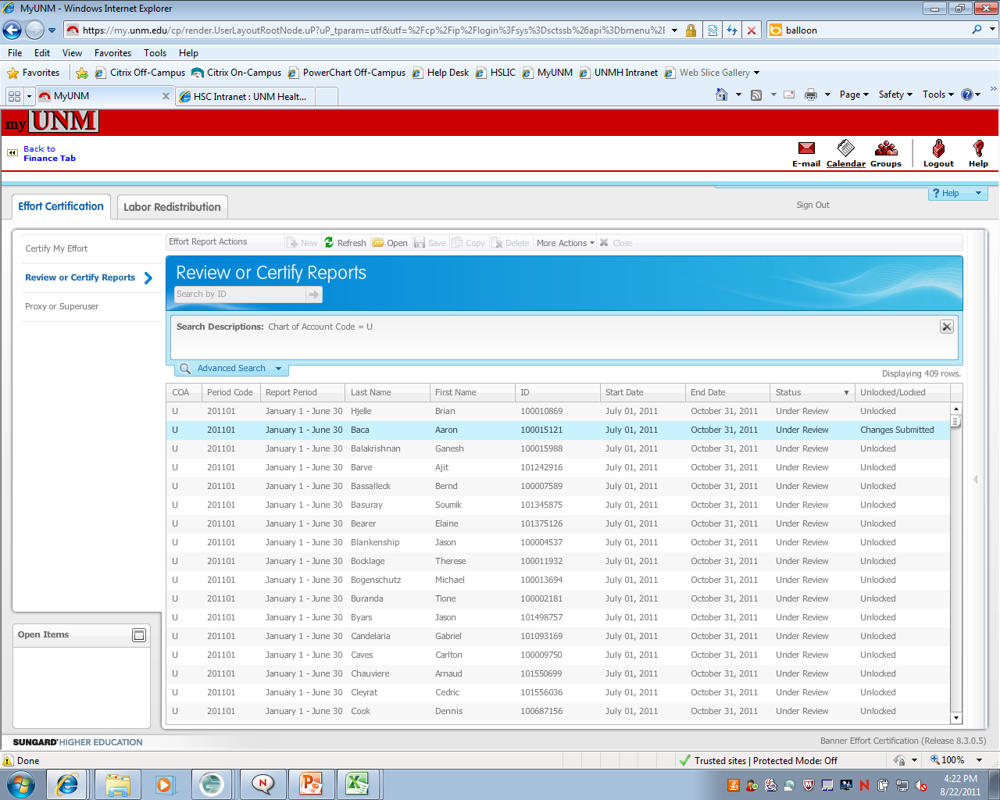 MyUNM - Windows Internet Explorer
https://my.unm.edu/cp/render.UserLayoutRootNode.uP?uP_tparam=utf&utf=%2Fcp%2Fip%2Flogin%3Fsys%3Dsctssb%26api%3Dbmenu%2E balloon
File Edit View Favorites Tools Help
Favorites Citrix Off-Campus Citrix On-Campus PowerChart Off-Campus Help Desk HSLIC MyUNM UNMH Intranet Web Slice Gallery
MyUNM HSC Intranet : UNM Healt... Page Safety Tools
my UNM
Back to
Finance Tab
E-mail Calendar Groups Logout Help
Help
Sign Out
Effort Certification Labor Redistribution
Certify My Effort
Review or Certify Reports
Proxy or Superuser
Effort Report Actions New Refresh Open Save Copy Delete More Actions Close
Review or Certify Reports
Search by ID
Search Descriptions: Chart of Account Code = U
Advanced Search
Displaying 409 rows.
COA Period Code Report Period Last Name First Name ID Start Date End Date Status Unlocked/Locked
U 201101 January 1 - June 30 Hjelle Brian 100010869 July 01, 2011 October 31, 2011 Under Review Unlocked
U 201101 January 1 - June 30 Baca Aaron 100015121 July 01, 2011 October 31, 2011 Under Review Changes Submitted
U 201101 January 1 - June 30 Balakrishnan Ganesh 100015988 July 01, 2011 October 31, 2011 Under Review Unlocked
U 201101 January 1 - June 30 Barve Ajit 101242916 July 01, 2011 October 31, 2011 Under Review Unlocked
U 201101 January 1 - June 30 Bassalleck Bernd 100007589 July 01, 2011 October 31, 2011 Under Review Unlocked
U 201101 January 1 - June 30 Basuray Soumik 101345875 July 01, 2011 October 31, 2011 Under Review Unlocked
U 201101 January 1 - June 30 Bearer Elaine 101375126 July 01, 2011 October 31, 2011 Under Review Unlocked
U 201101 January 1 - June 30 Blankenship Jason 100004537 July 01, 2011 October 31, 2011 Under Review Unlocked
U 201101 January 1 - June 30 Bocklage Therese 100011932 July 01, 2011 October 31, 2011 Under Review Unlocked
U 201101 January 1 - June 30 Bogenschutz Michael 100013694 July 01, 2011 October 31, 2011 Under Review Unlocked
U 201101 January 1 - June 30 Buranda Tione 100002181 July 01, 2011 October 31, 2011 Under Review Unlocked
U 201101 January 1 - June 30 Byars Jason 101498757 July 01, 2011 October 31, 2011 Under Review Unlocked
U 201101 January 1 - June 30 Candelaria Gabriel 101093169 July 01, 2011 October 31, 2011 Under Review Unlocked
U 201101 January 1 - June 30 Caves Carlton 100009750 July 01, 2011 October 31, 2011 Under Review Unlocked
U 201101 January 1 - June 30 Chauviere Arnaud 101550699 July 01, 2011 October 31, 2011 Under Review Unlocked
U 201101 January 1 - June 30 Cleyrat Cedric 101556036 July 01, 2011 October 31, 2011 Under Review Unlocked
U 201101 January 1 - June 30 Cook Dennis 100687156 July 01, 2011 October 31, 2011 Under Review Unlocked
Open Items
SUNGARD HIGHER EDUCATION Banner Effort Certification (Release 8.3.0.5)
Done Trusted sites | Protected Mode: Off 100%
4:22 PM
8/22/2011